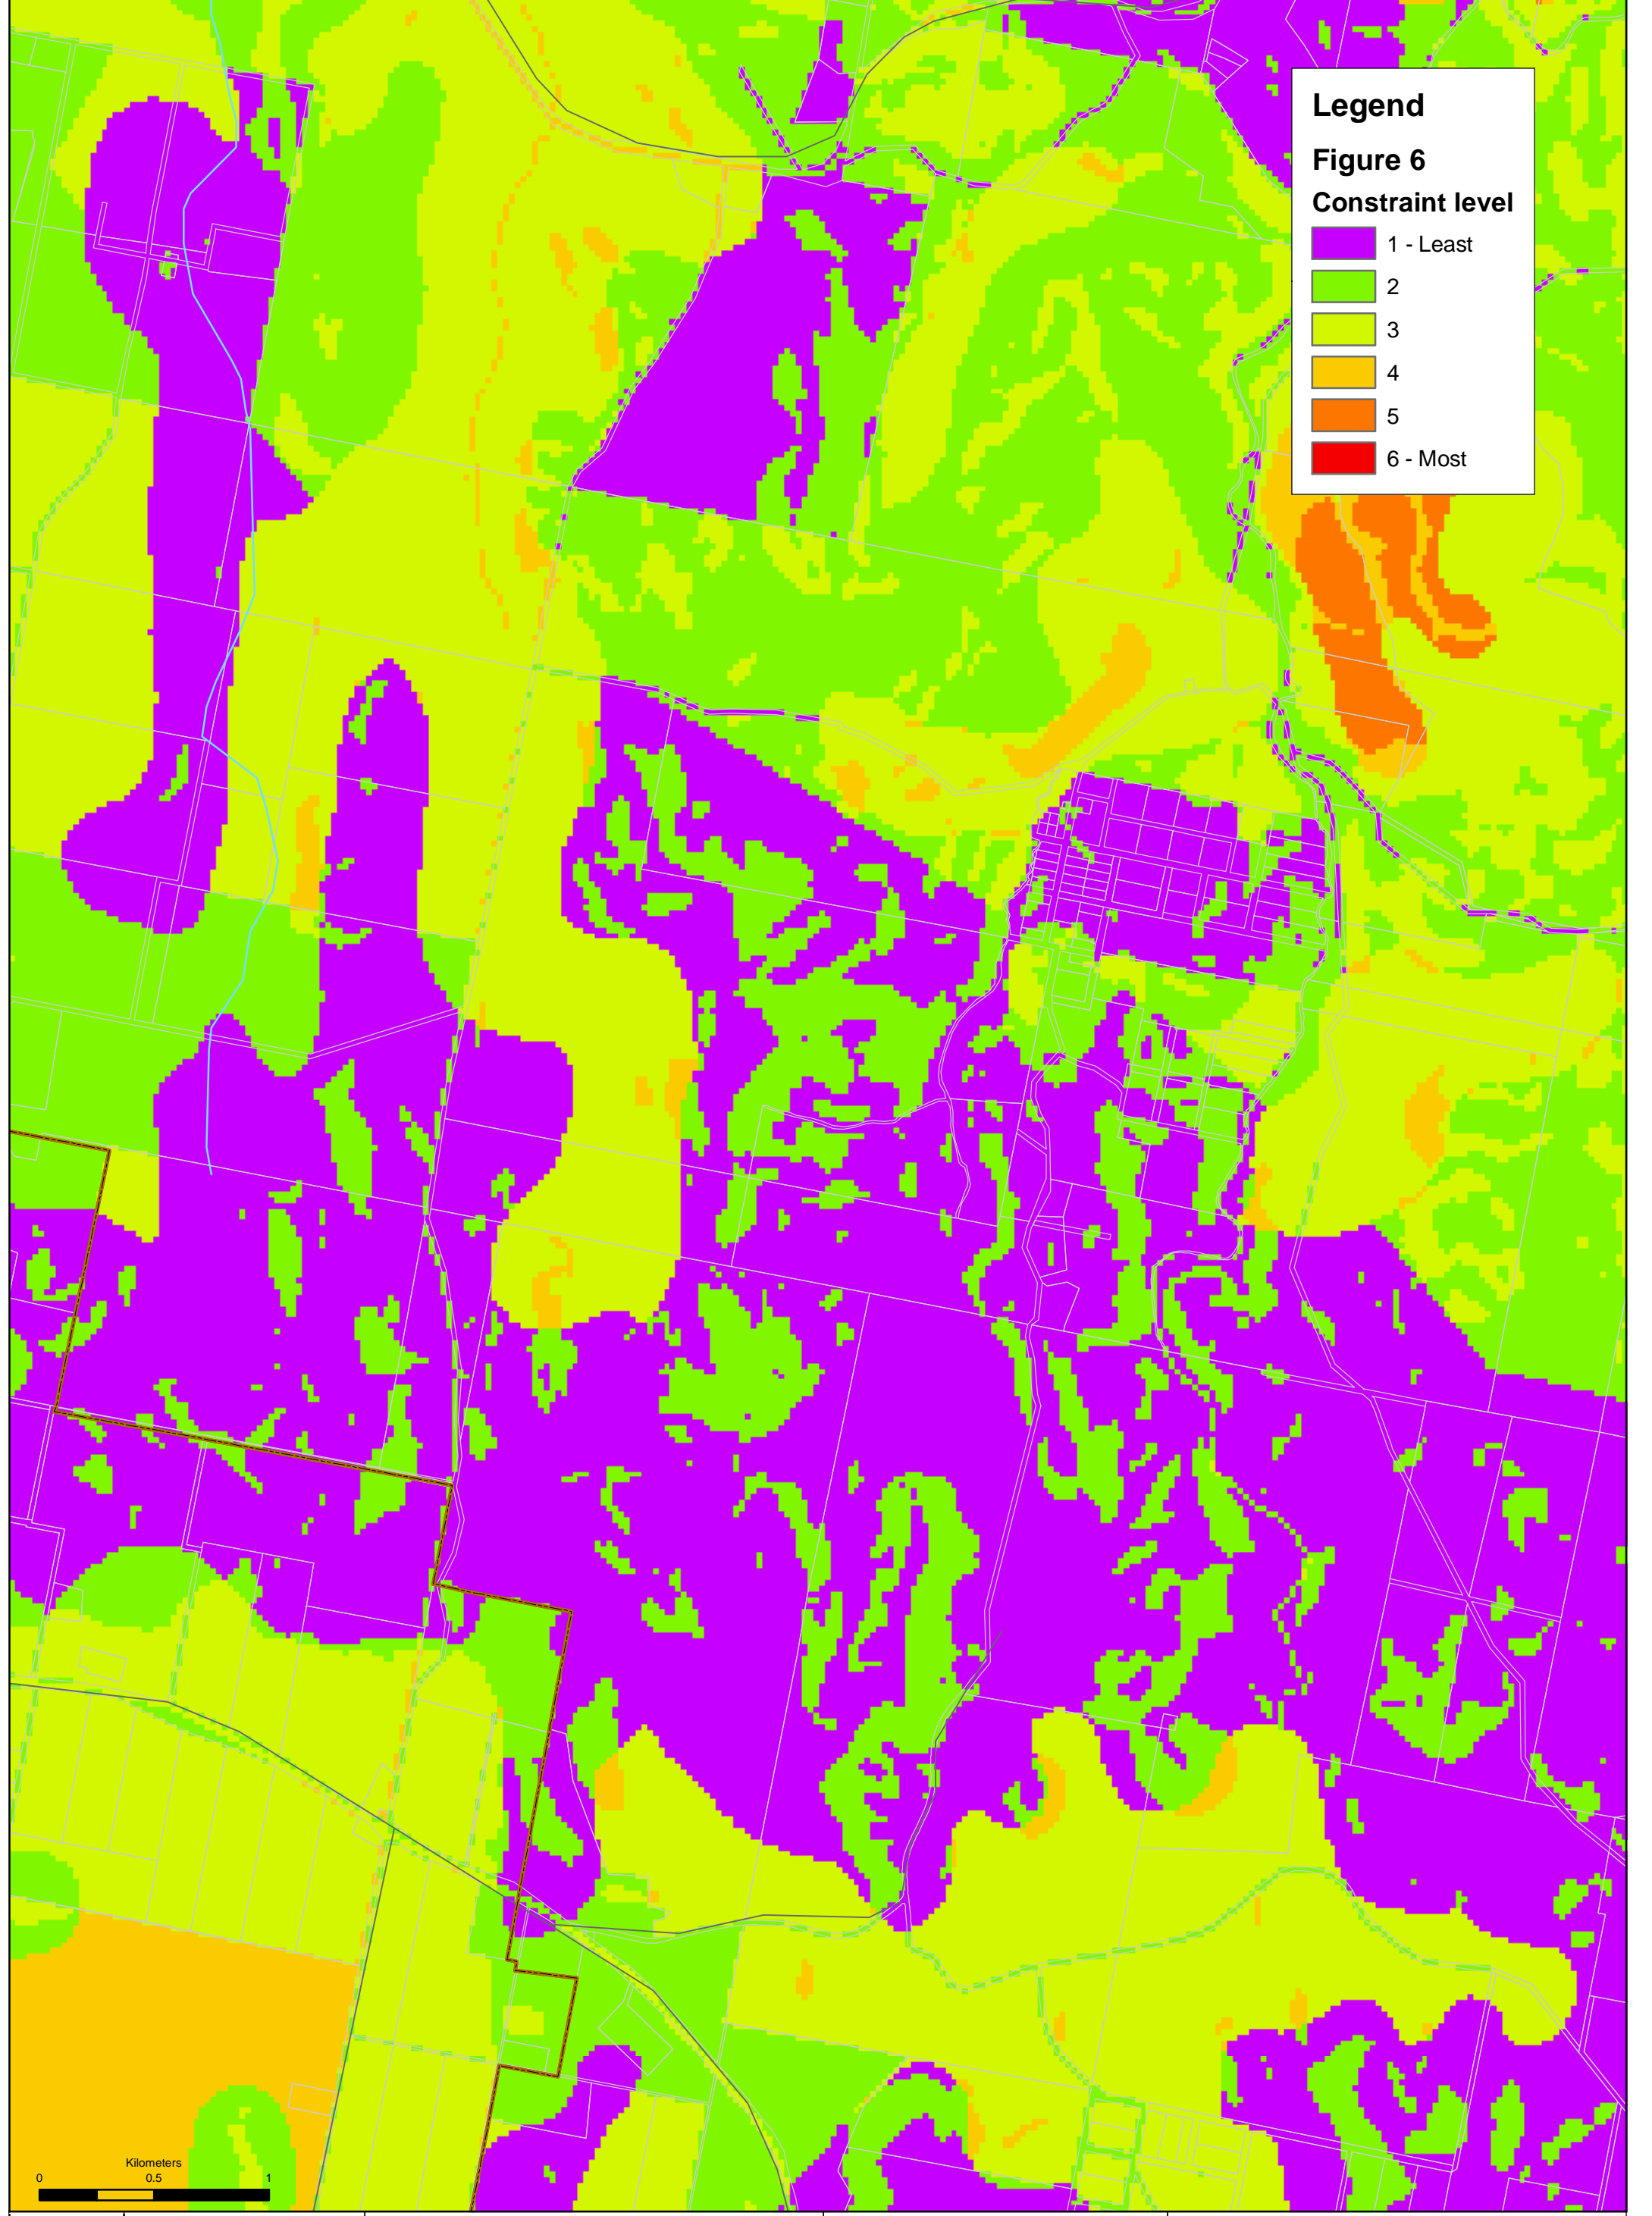 Legend
Figure 6
Constraint level
1 - Least
2
3
4
5
6 - Most
Kilometers
0 0.5 1